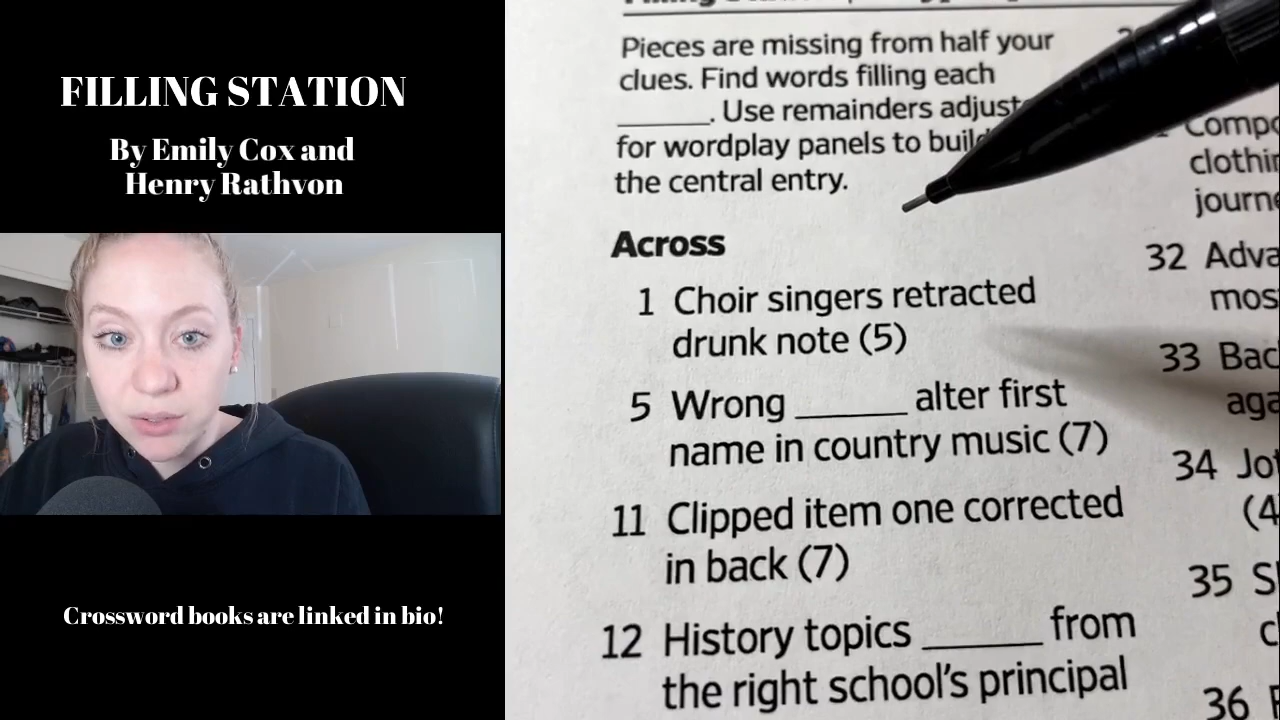 FILLING STATION
By Emily Cox and
Henry Rathvon
Crossword books are linked in bio!
Pieces are missing from half your
clues. Find words filling each
______. Use remainders
for wordplay panels to
the central entry.
Across
1 Choir singers retracted
drunk note (5)
5 Wrong ______ alter first
name in country music (7)
11 Clipped item one corrected
in back (7)
12 History topics ______ from
the right school's principal
32
33
34
35
36